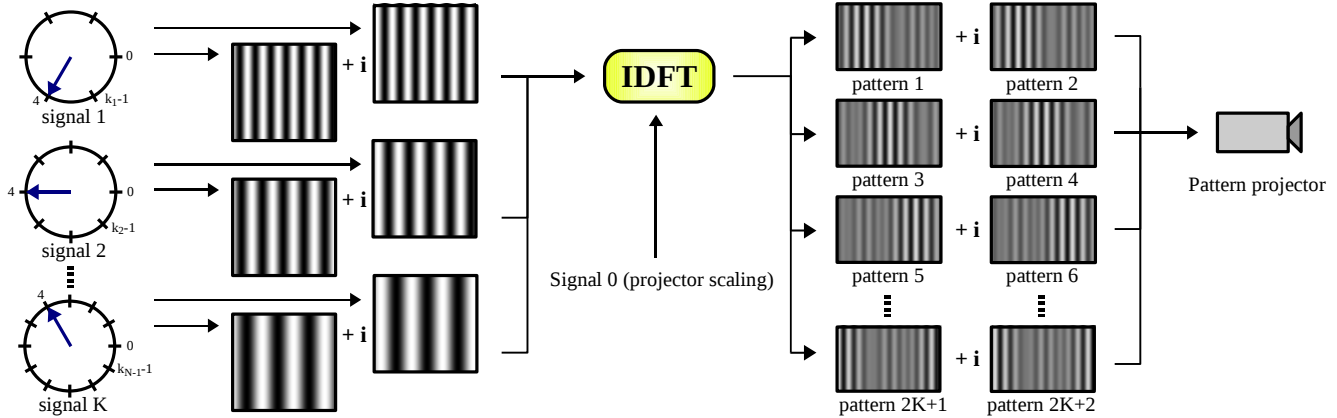 0
4
k1-1
signal 1
+ i
4
0
k2-1
signal 2
+ i
4
0
kN-1-1
signal K
+ i
IDFT
Signal 0 (projector scaling)
+ i
pattern 1
pattern 2
+ i
pattern 3
pattern 4
+ i
pattern 5
pattern 6
+ i
pattern 2K+1
pattern 2K+2
Pattern projector